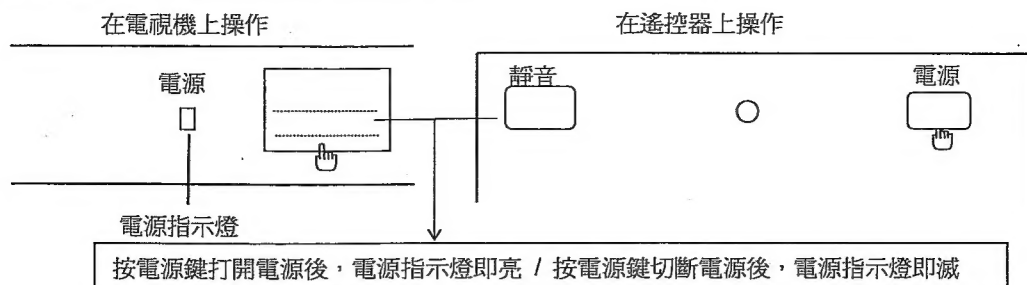 在電視機上操作
在遙控器上操作
電源
靜音
電源
電源指示燈
按電源鍵打開電源後，電源指示燈即亮 / 按電源鍵切斷電源後，電源指示燈即滅